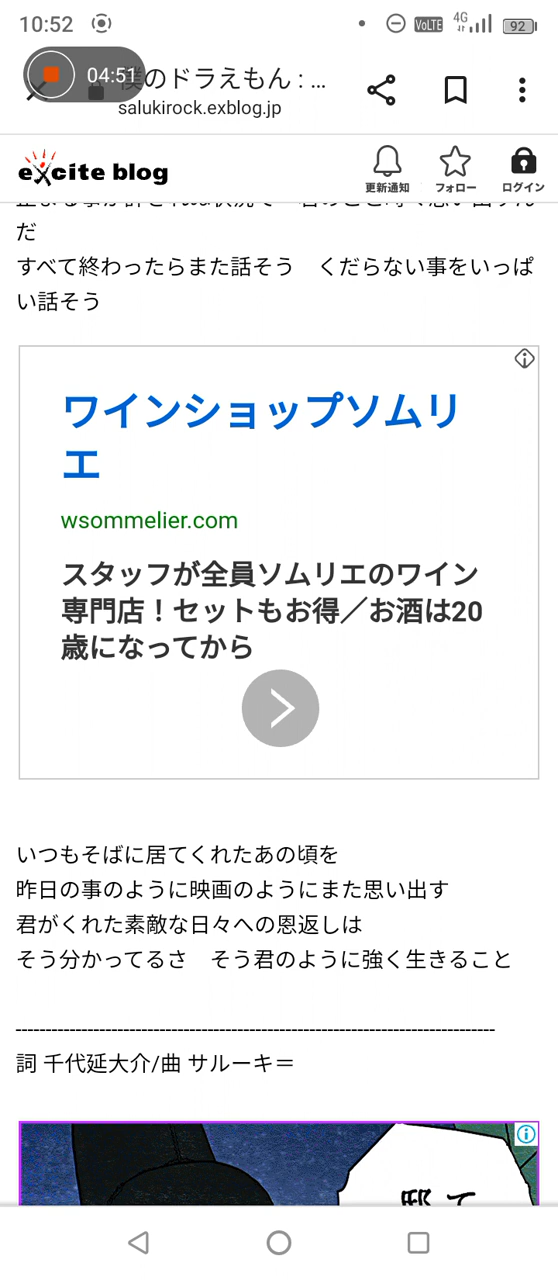 10:52
VoLTE
4G
92
04:51
僕のドラえもん : ...
salukirock.exblog.jp
excite blog
更新通知
フォロー
ログイン
だ
すべて終わったらまた話そう　くだらない事をいっぱ
い話そう
ワインショップソムリ
エ
wsommelier.com
スタッフが全員ソムリエのワイン
専門店！セットもお得／お酒は20
歳になってから
いつもそばに居てくれたあの頃を
昨日の事のように映画のようにまた思い出す
君がくれた素敵な日々への恩返しは
そう分かってるさ　そう君のように強く生きること
--------------------------------------------------------------------------------
詞 千代延大介/曲 サルーキ＝